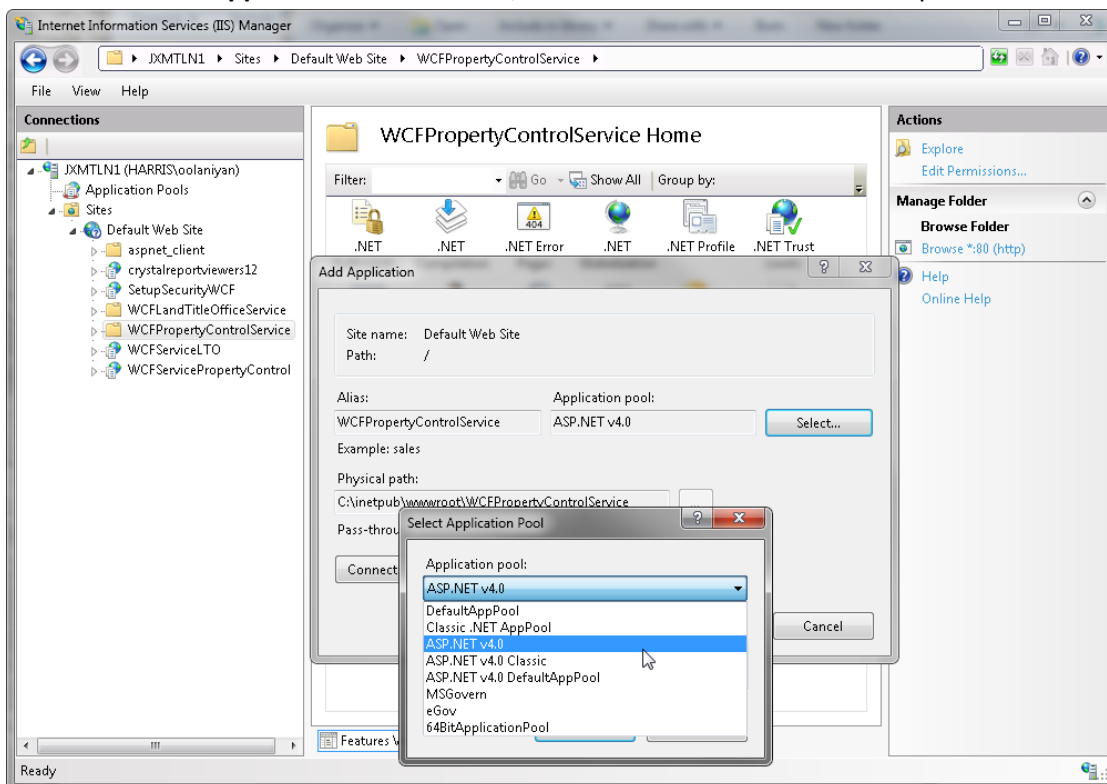 Internet Information Services (IIS) Manager
JXMTLN1 Sites Default Web Site WCFPropertyControlService
File View Help
Connections
JXMTLN1 (HARRIS\oolaniyan)
Application Pools
Sites
Default Web Site
aspnet_client
crystalreportviewers12
SetupSecurityWCF
WCFLandTitleOfficeService
WCFPropertyControlService
WCFServiceLTO
WCFServicePropertyControl
WCFPropertyControlService Home
Filter: Go Show All Group by:
404
.NET .NET .NET Error .NET .NET Profile .NET Trust
Add Application
Site name: Default Web Site
Path: /
Alias: Application pool:
WCFPropertyControlService ASP.NET v4.0 Select...
Example: sales
Physical path:
C:\inetpub\wwwroot\WCFPropertyControlService ...
Pass-throu
Connect
Cancel
Select Application Pool
Application pool:
ASP.NET v4.0
DefaultAppPool
Classic .NET AppPool
ASP.NET v4.0
ASP.NET v4.0 Classic
ASP.NET v4.0 DefaultAppPool
MSGovern
eGov
64BitApplicationPool
Features
Actions
Explore
Edit Permissions...
Manage Folder
Browse Folder
Browse *:80 (http)
Help
Online Help
Ready